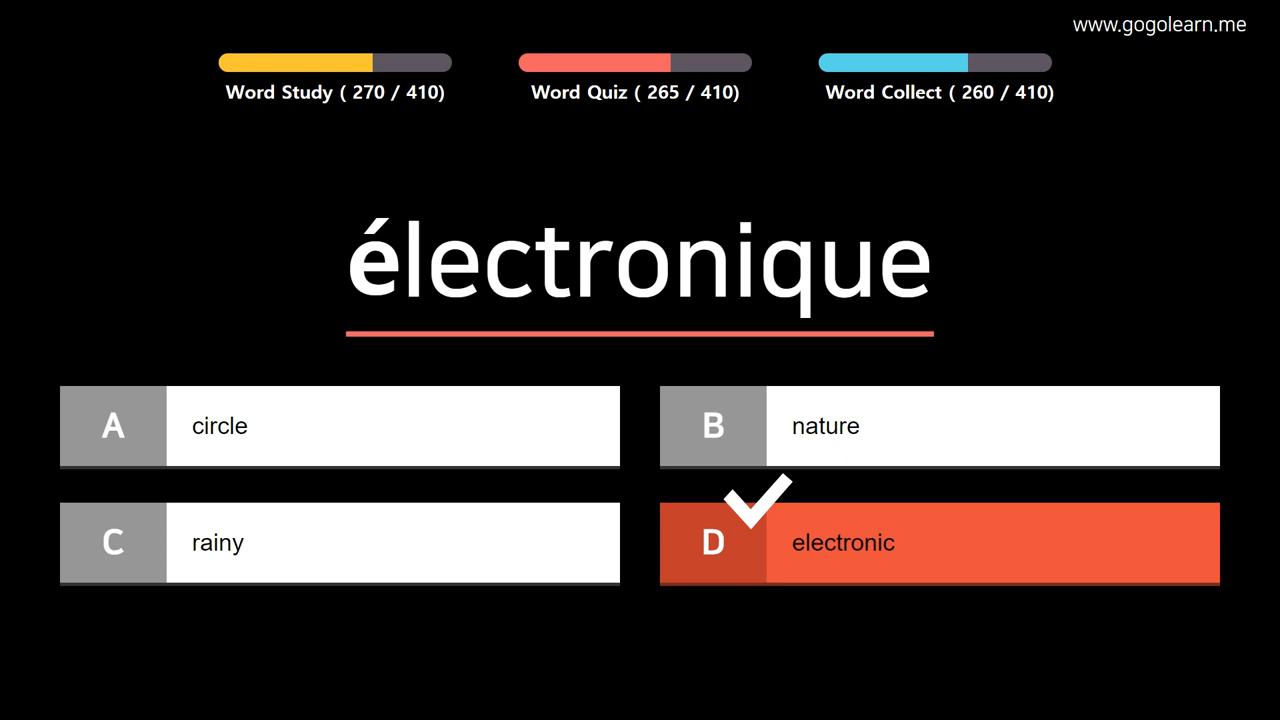 www.gogolearn.me
Word Study ( 270 / 410)
Word Quiz ( 265 / 410)
Word Collect ( 260 / 410)
électronique
A circle
B nature
C rainy
D electronic